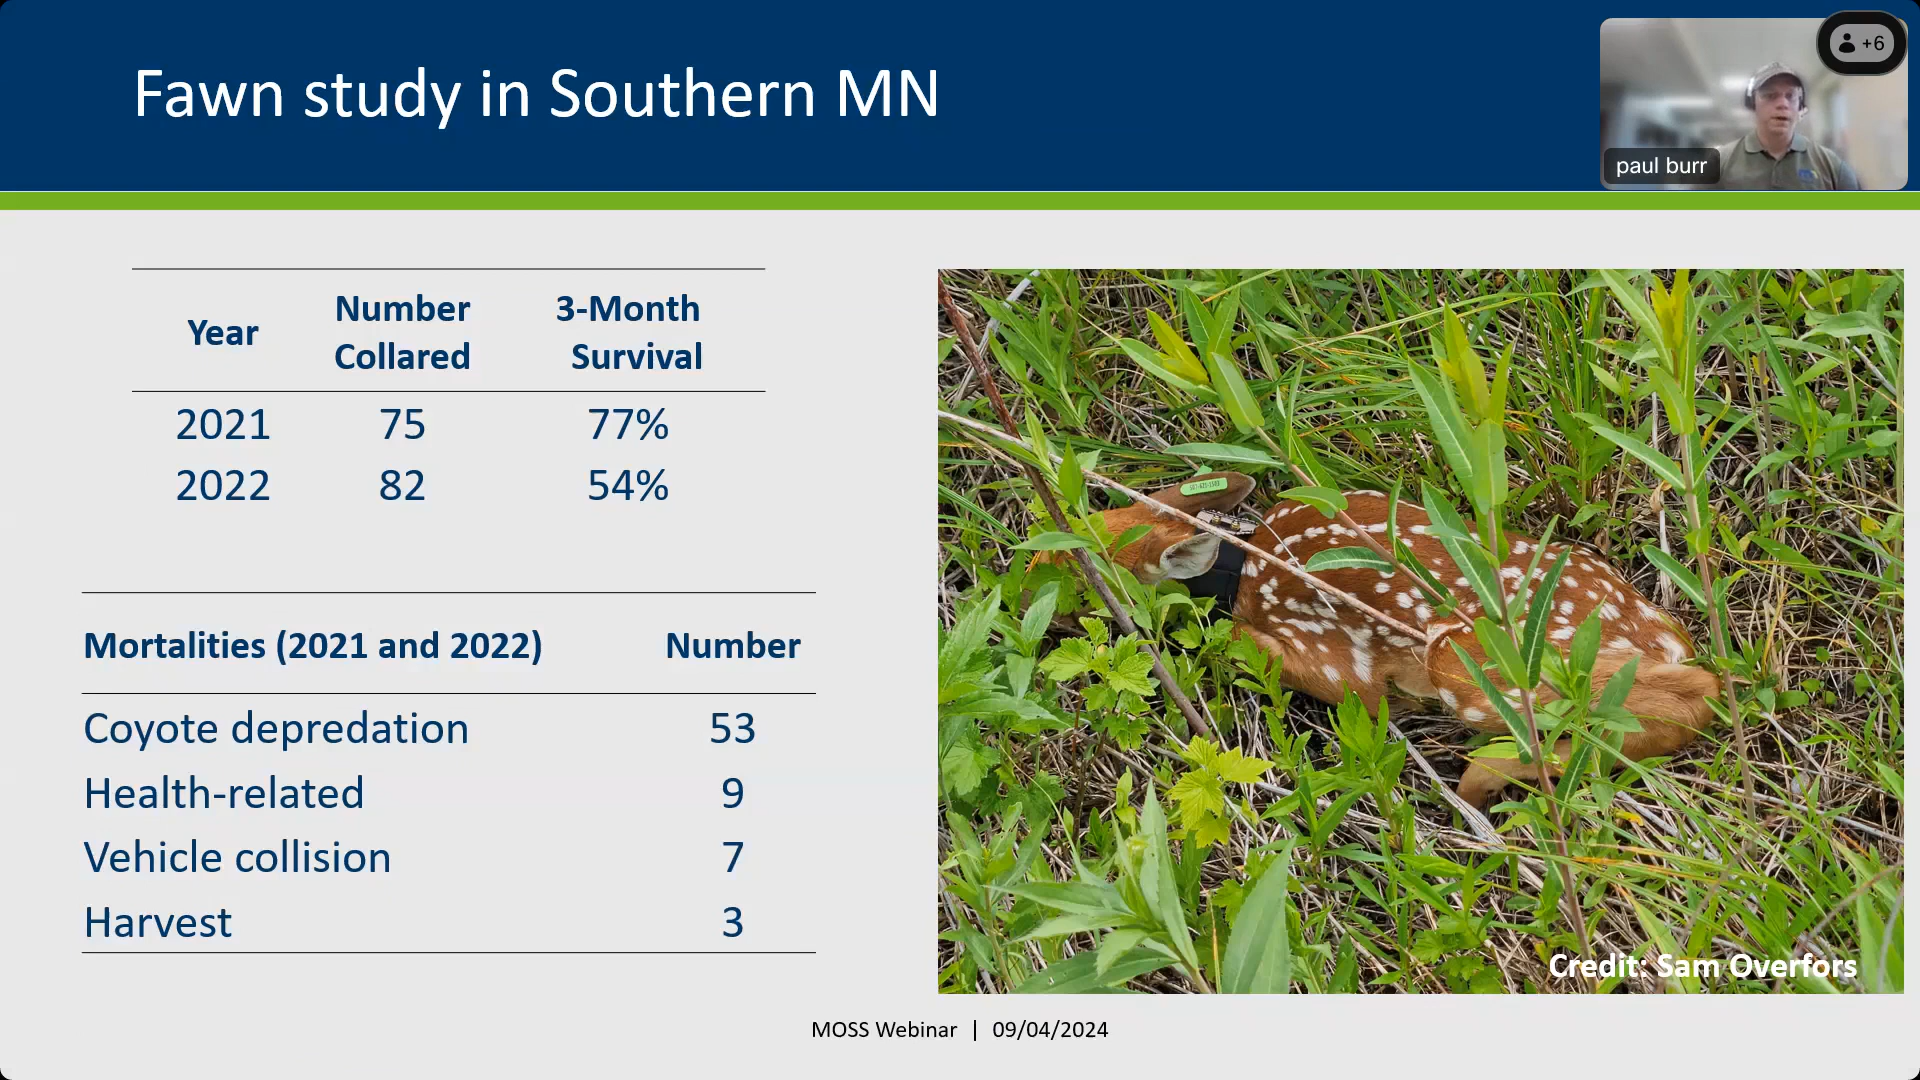 Fawn study in Southern MN
+6
paul burr
Year Number Collared 3-Month Survival
2021 75 77%
2022 82 54%
Mortalities (2021 and 2022) Number
Coyote depredation 53
Health-related 9
Vehicle collision 7
Harvest 3
Credit: Sam Overfors
MOSS Webinar | 09/04/2024